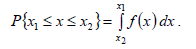 P{x₁ ≤ x ≤ x₂} = ∫_{x₂}^{x₁} f(x) dx .